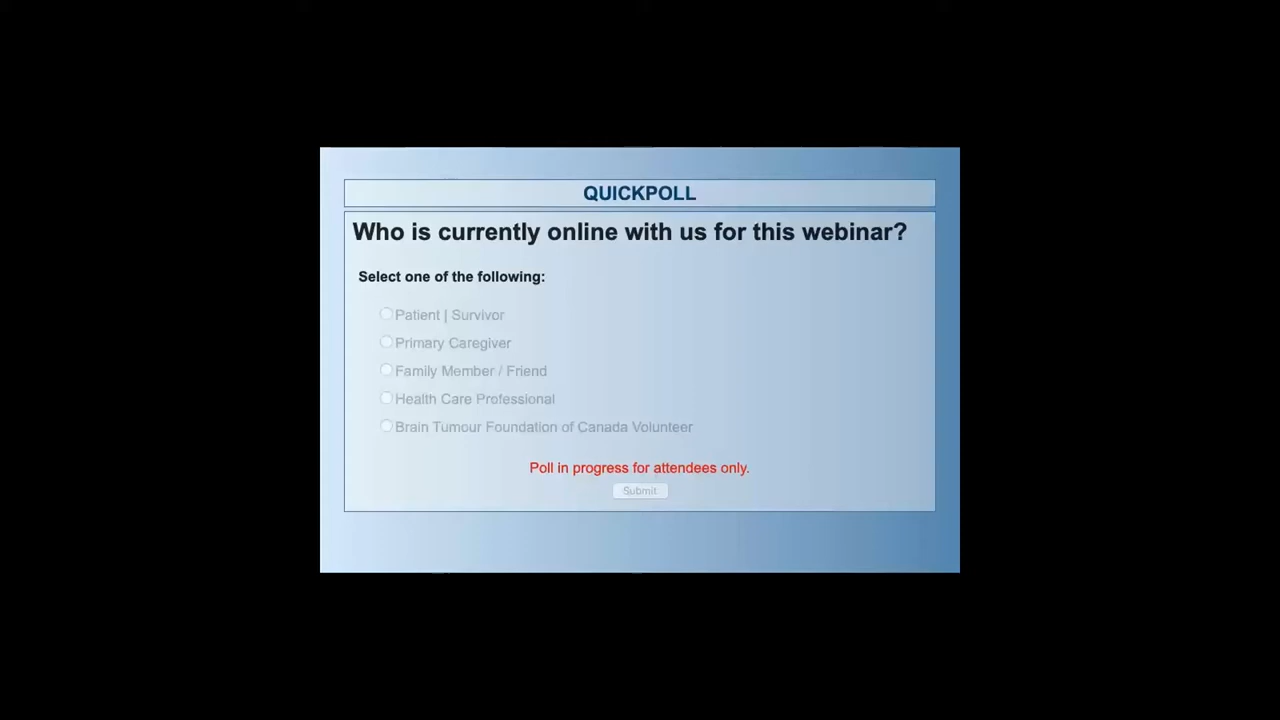 QUICKPOLL
Who is currently online with us for this webinar?
Select one of the following:
Patient | Survivor
Primary Caregiver
Family Member / Friend
Health Care Professional
Brain Tumour Foundation of Canada Volunteer
Poll in progress for attendees only.
Submit